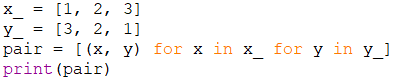 x_ = [1, 2, 3]
y_ = [3, 2, 1]
pair = [(x, y) for x in x_ for y in y_]
print(pair)